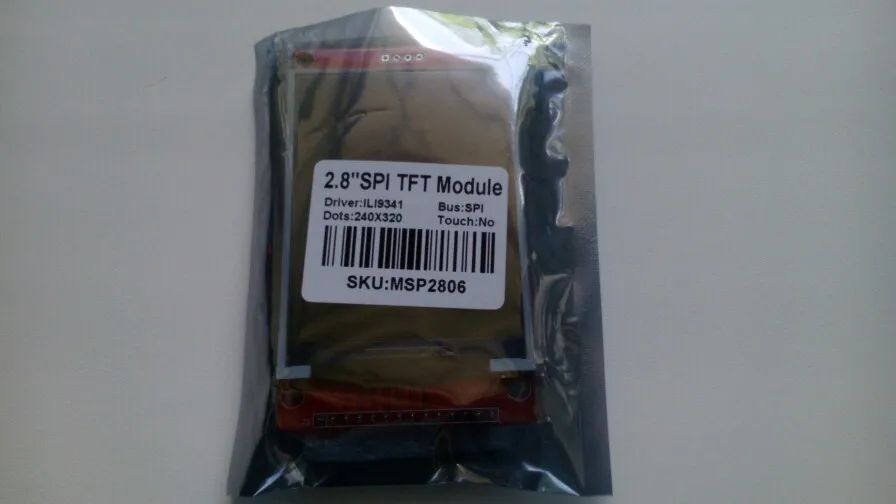 2.8"SPI TFT Module
Driver:ILI9341 Bus:SPI
Dots:240X320 Touch:No
SKU:MSP2806